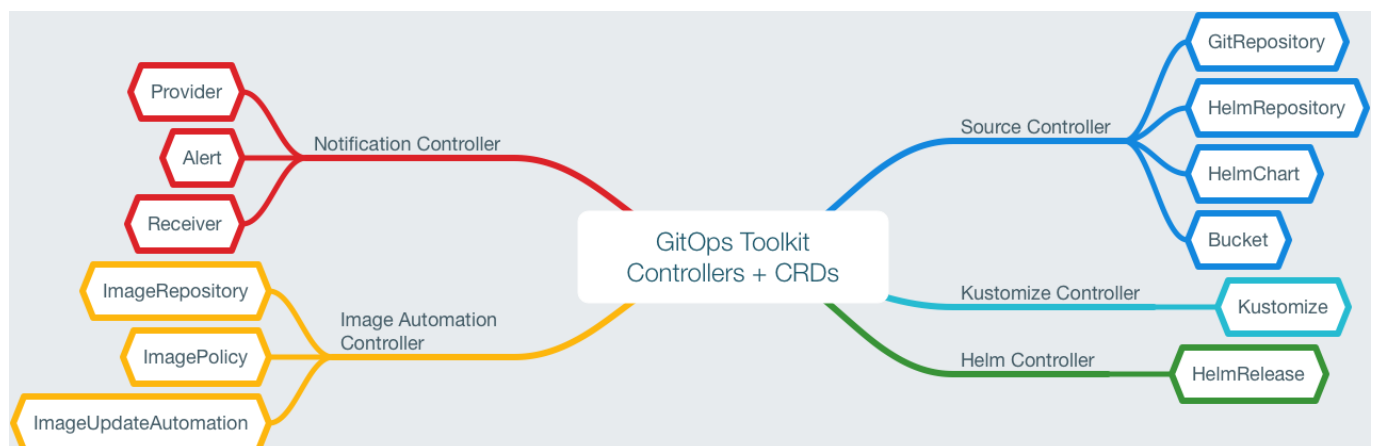 GitOps Toolkit
Controllers + CRDs
Notification Controller
Provider
Alert
Receiver
Image Automation
Controller
ImageRepository
ImagePolicy
ImageUpdateAutomation
Source Controller
GitRepository
HelmRepository
HelmChart
Bucket
Kustomize Controller
Kustomize
Helm Controller
HelmRelease